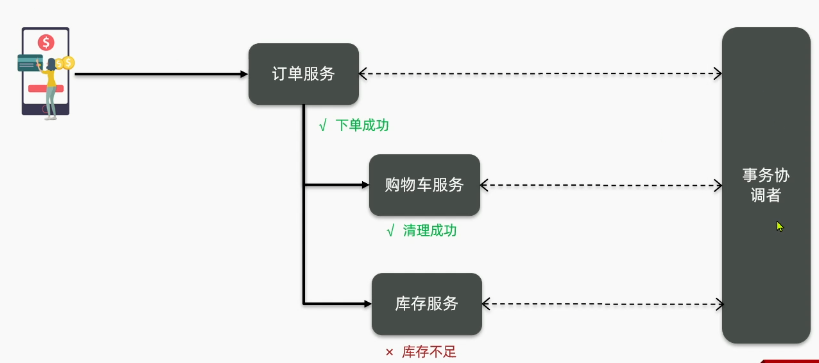 $
$
$
订单服务
√ 下单成功
购物车服务
√ 清理成功
事务协
调者
库存服务
× 库存不足